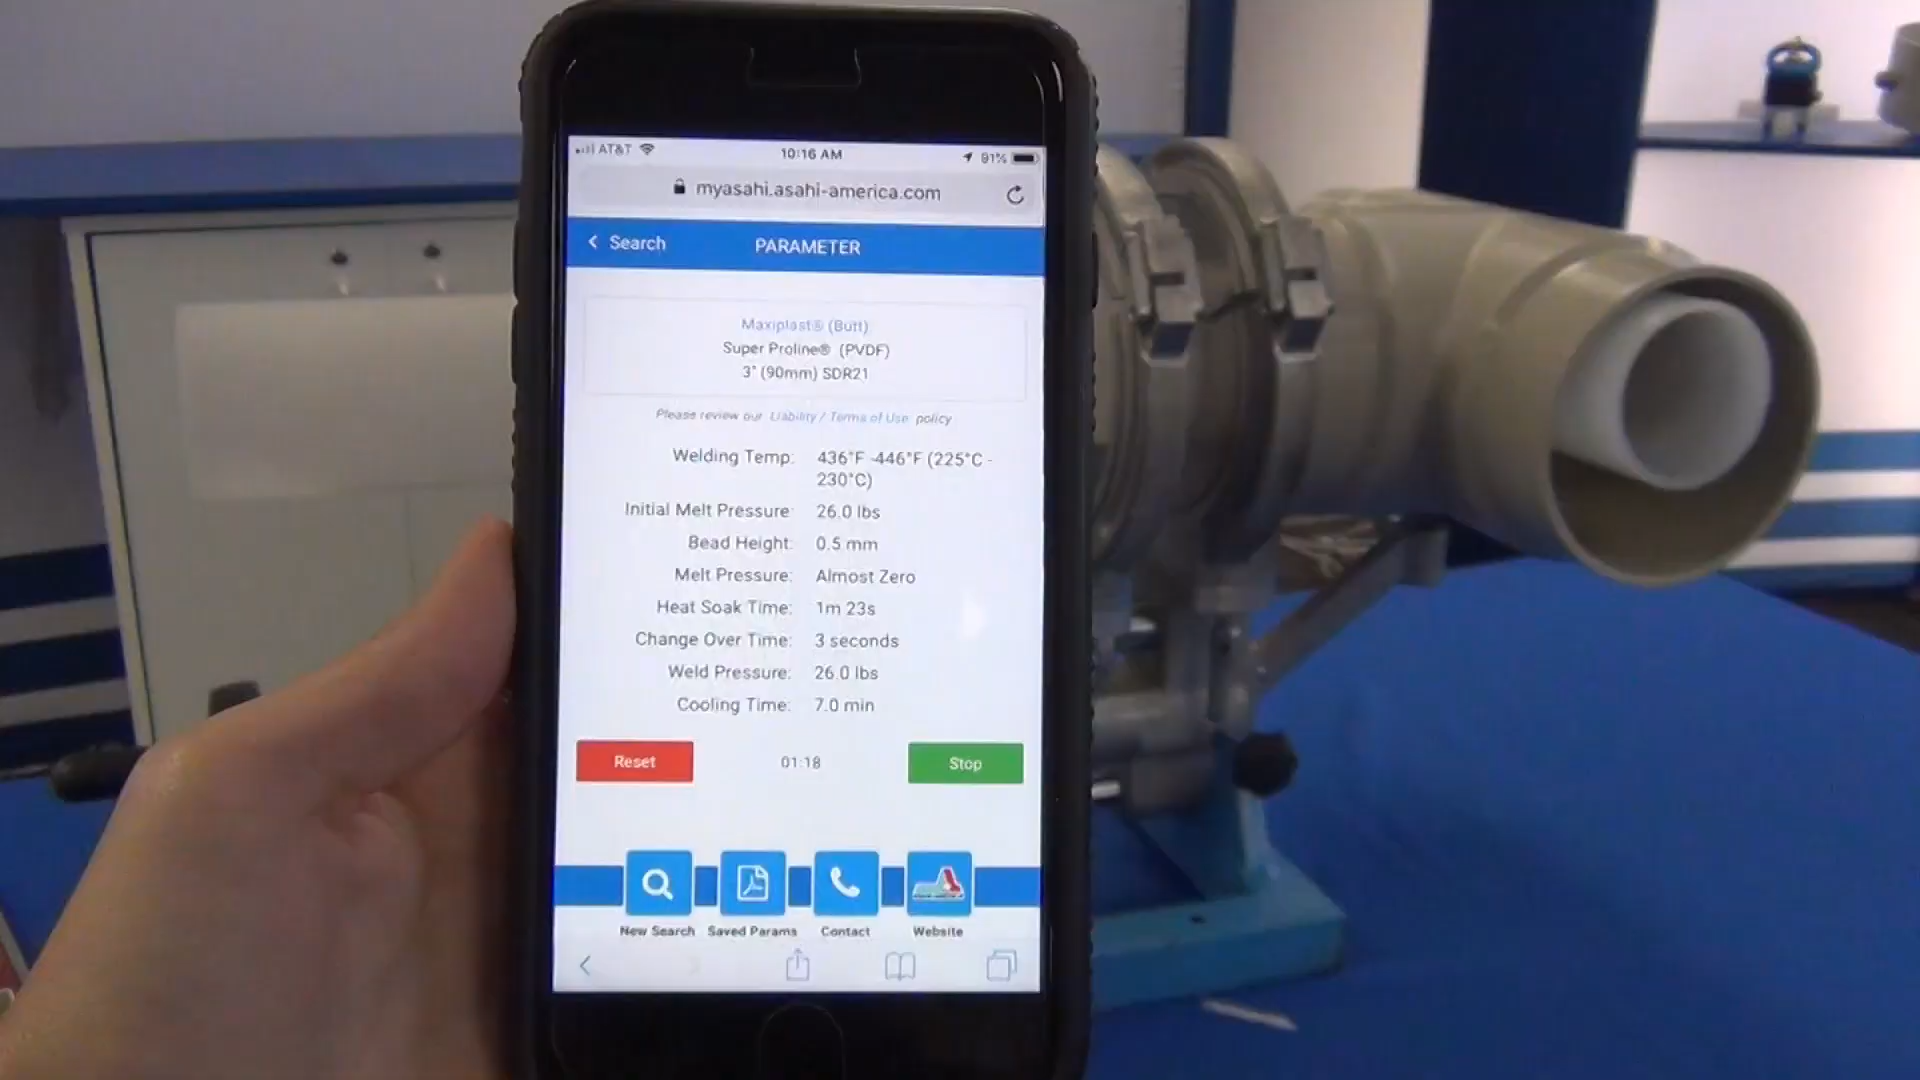 AT&T 10:16 AM 91%
myasahi.asahi-america.com
Search PARAMETER
Maxiplast® (Butt)
Super Proline® (PVDF)
3" (90mm) SDR21
Please review our Liability / Terms of Use policy
Welding Temp: 436°F -446°F (225°C -
230°C)
Initial Melt Pressure: 26.0 lbs
Bead Height: 0.5 mm
Melt Pressure: Almost Zero
Heat Soak Time: 1m 23s
Change Over Time: 3 seconds
Weld Pressure: 26.0 lbs
Cooling Time: 7.0 min
Reset 01:18 Stop
New Search Saved Params Contact Website